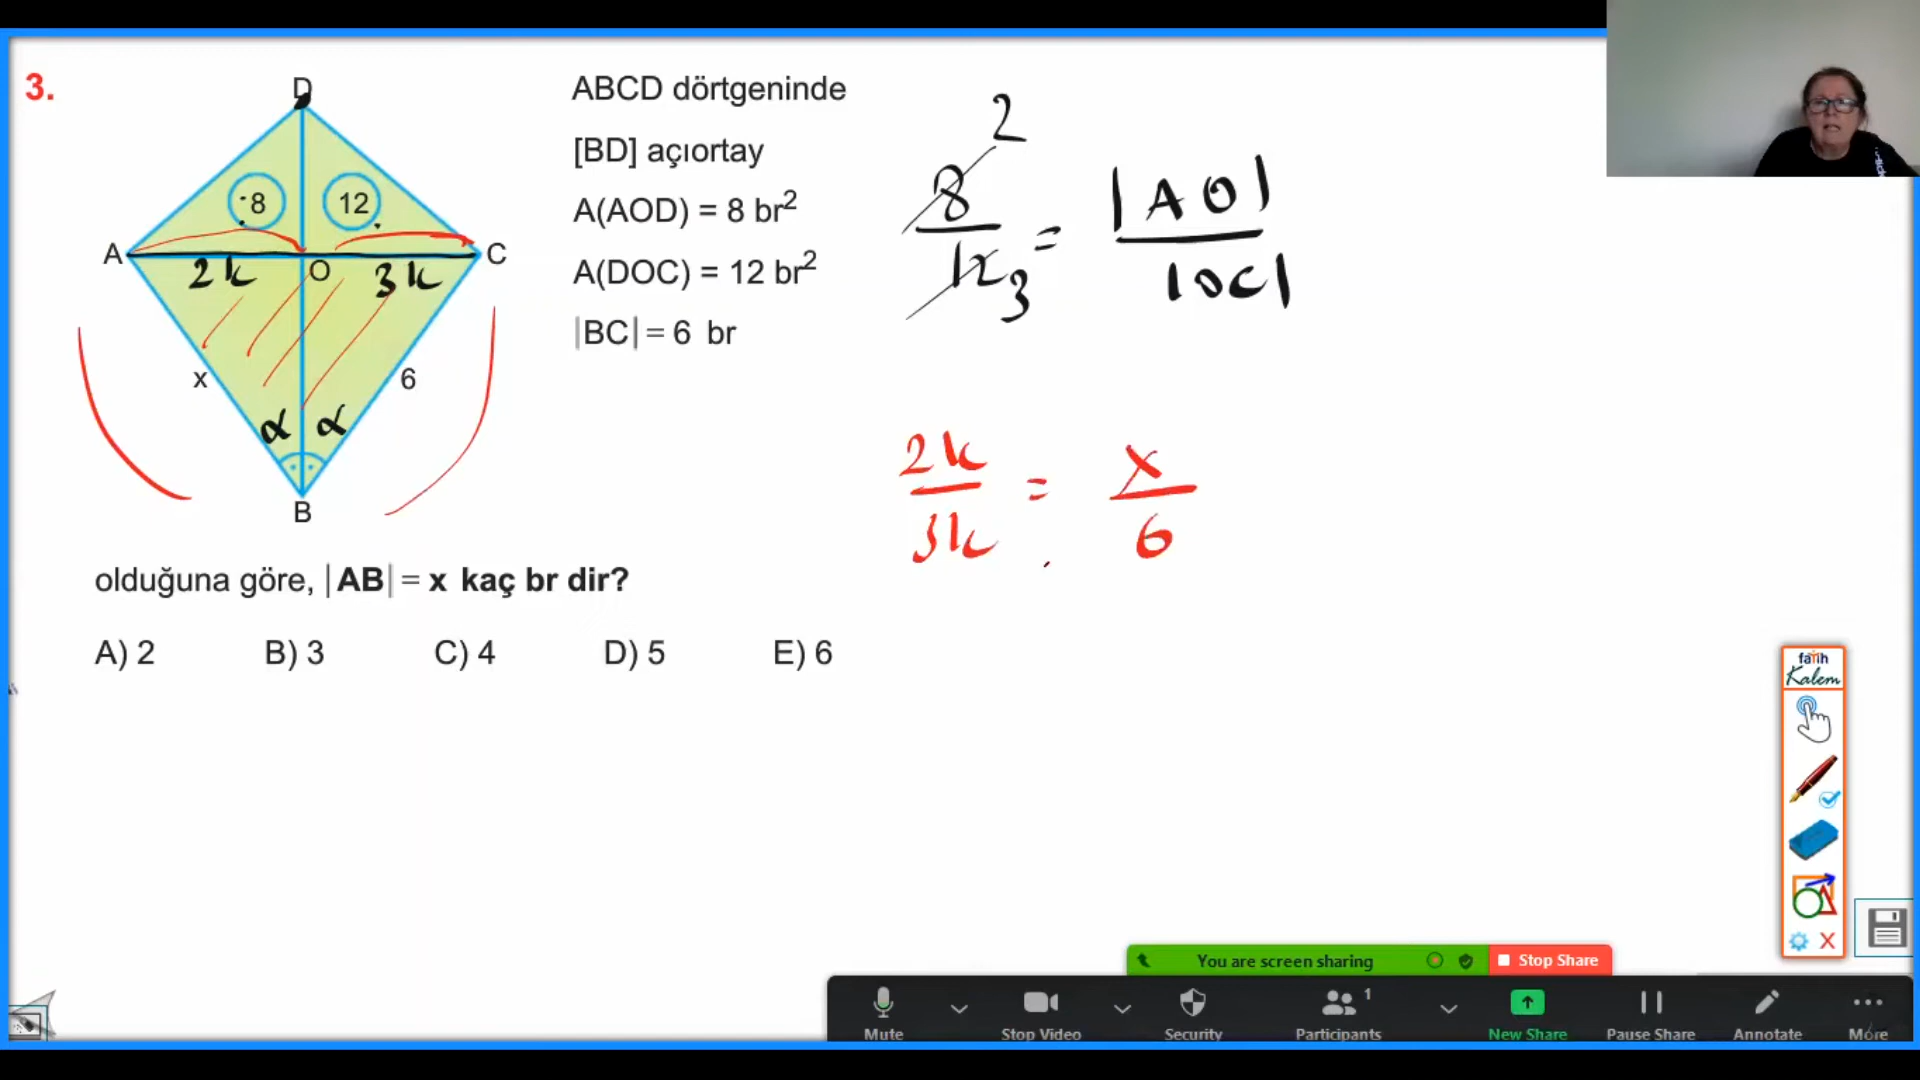 3.
D
8
12
A
2k
O
3k
C
x
6
α
α
B
ABCD dörtgeninde
[BD] açıortay
A(AOD) = 8 br²
A(DOC) = 12 br²
|BC| = 6 br
olduğuna göre, |AB| = x kaç br dir?
A) 2 B) 3 C) 4 D) 5 E) 6
2
8
12
3
=
|AO|
|OC|
2k
3k
=
x
6
fatih
Kalem
X
You are screen sharing
Stop Share
Mute
Stop Video
Security
Participants
1
New Share
Pause Share
Annotate
More